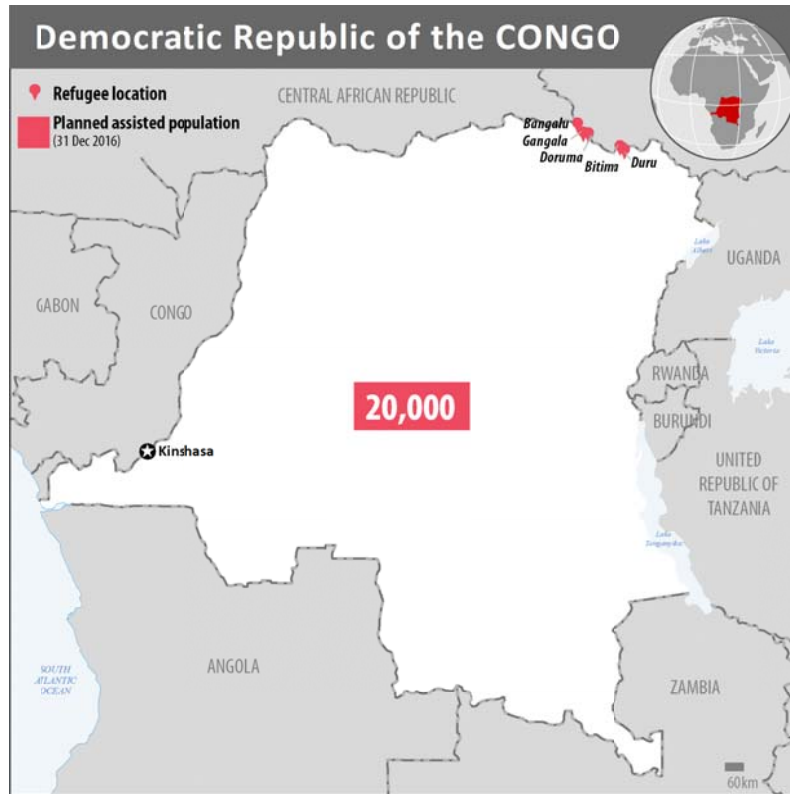 Democratic Republic of the CONGO
Refugee location
Planned assisted population
(31 Dec 2016)
CENTRAL AFRICAN REPUBLIC
Bangalu
Gangala
Doruma
Bitima
Duru
Lake
Albert
UGANDA
GABON
CONGO
Lake
Victoria
RWANDA
20,000
BURUNDI
Kinshasa
UNITED
REPUBLIC OF
TANZANIA
Lake
Tanganyika
ANGOLA
SOUTH
ATLANTIC
OCEAN
ZAMBIA
60km